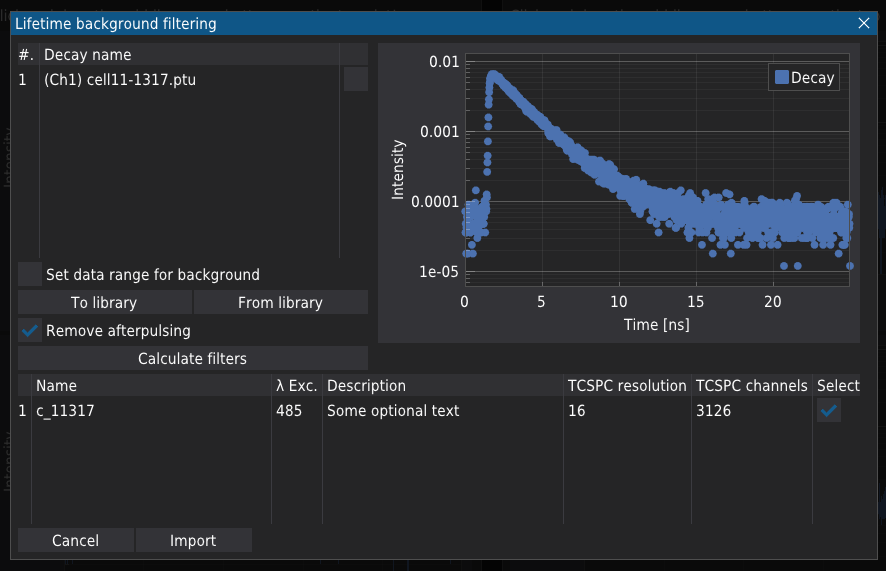 Lifetime background filtering
#. Decay name
1 (Ch1) cell11-1317.ptu
Set data range for background
To library From library
Remove afterpulsing
Calculate filters
0.01
0.001
0.0001
1e-05
Intensity
Decay
0 5 10 15 20
Time [ns]
Name λ Exc. Description TCSPC resolution TCSPC channels Select
1 c_11317 485 Some optional text 16 3126
Cancel Import